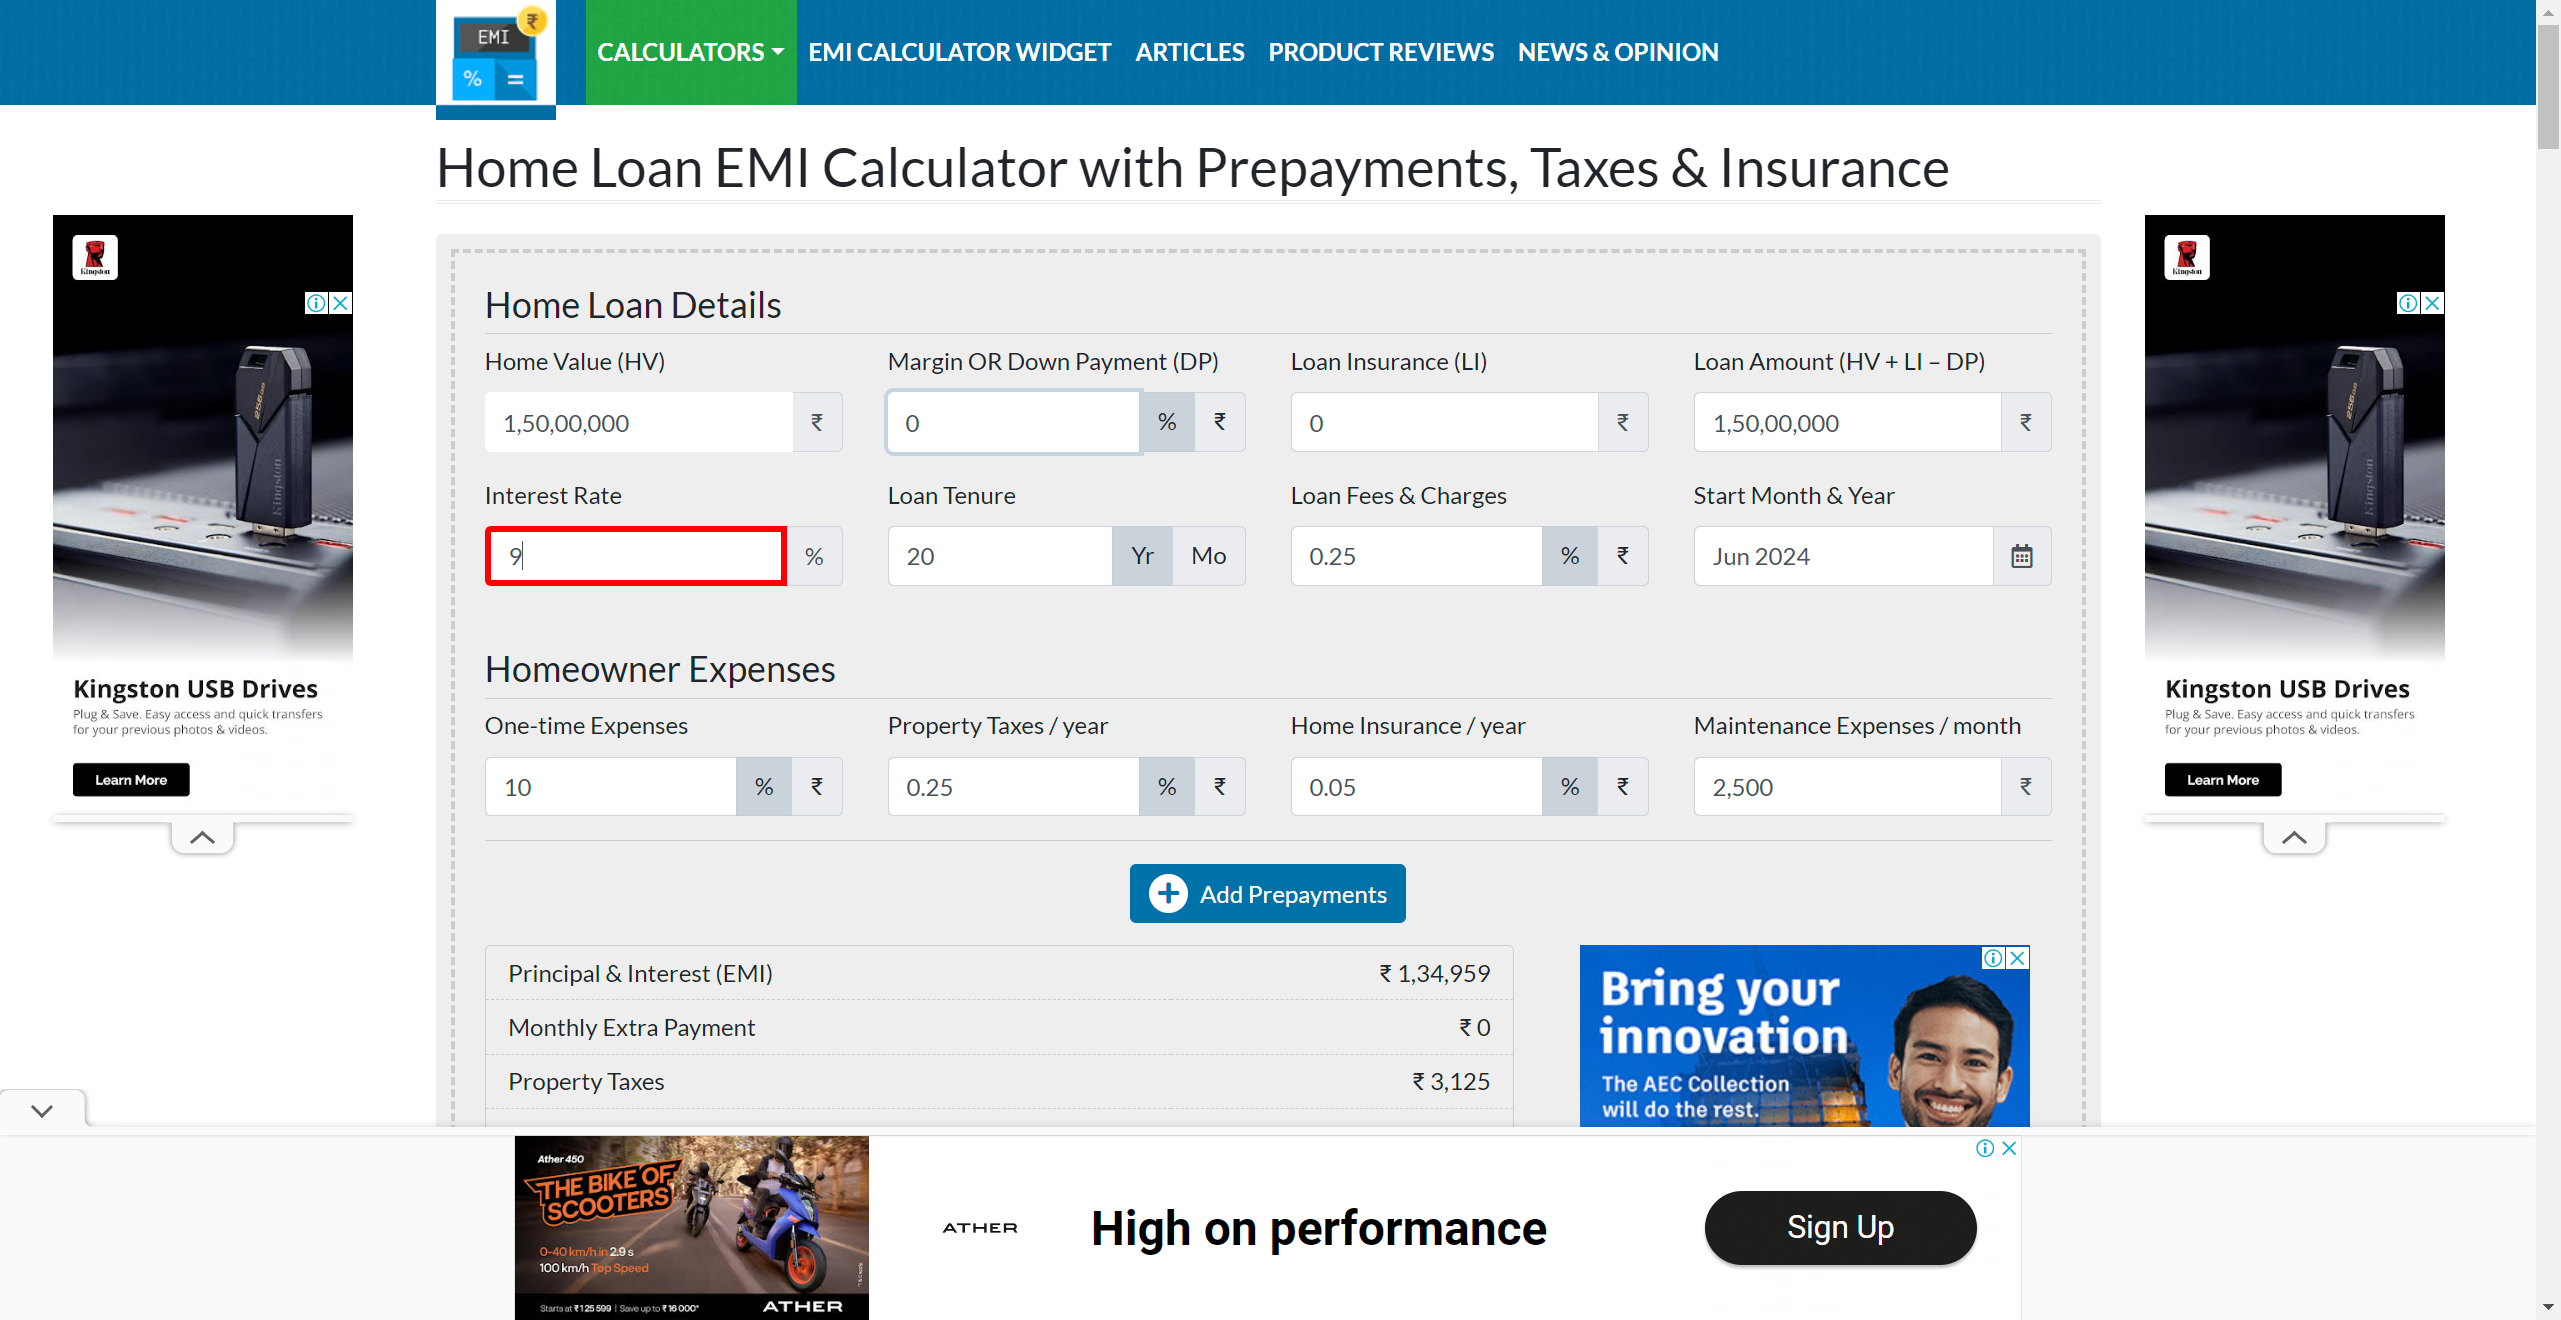 EMI
CALCULATORS EMI CALCULATOR WIDGET ARTICLES PRODUCT REVIEWS NEWS & OPINION
Home Loan EMI Calculator with Prepayments, Taxes & Insurance
Home Loan Details
Home Value (HV) Margin OR Down Payment (DP) Loan Insurance (LI) Loan Amount (HV + LI – DP)
1,50,00,000 ₹ 0 % ₹ 0 ₹ 1,50,00,000 ₹
Interest Rate Loan Tenure Loan Fees & Charges Start Month & Year
9 % 20 Yr Mo 0.25 % ₹ Jun 2024
Homeowner Expenses
One-time Expenses Property Taxes / year Home Insurance / year Maintenance Expenses / month
10 % ₹ 0.25 % ₹ 0.05 % ₹ 2,500 ₹
Add Prepayments
Principal & Interest (EMI) ₹ 1,34,959
Monthly Extra Payment ₹ 0
Property Taxes ₹ 3,125
Kingston
Kingston USB Drives
Plug & Save. Easy access and quick transfers
for your previous photos & videos.
Learn More
Kingston
Kingston USB Drives
Plug & Save. Easy access and quick transfers
for your previous photos & videos.
Learn More
Bring your
innovation
The AEC Collection
will do the rest.
Ather 450
THE BIKE OF
SCOOTERS
0-40 km/h in 2.9 s
100 km/h Top Speed
Starts at ₹125 599 | Save up to ₹16 000*
ATHER
ATHER
High on performance
Sign Up